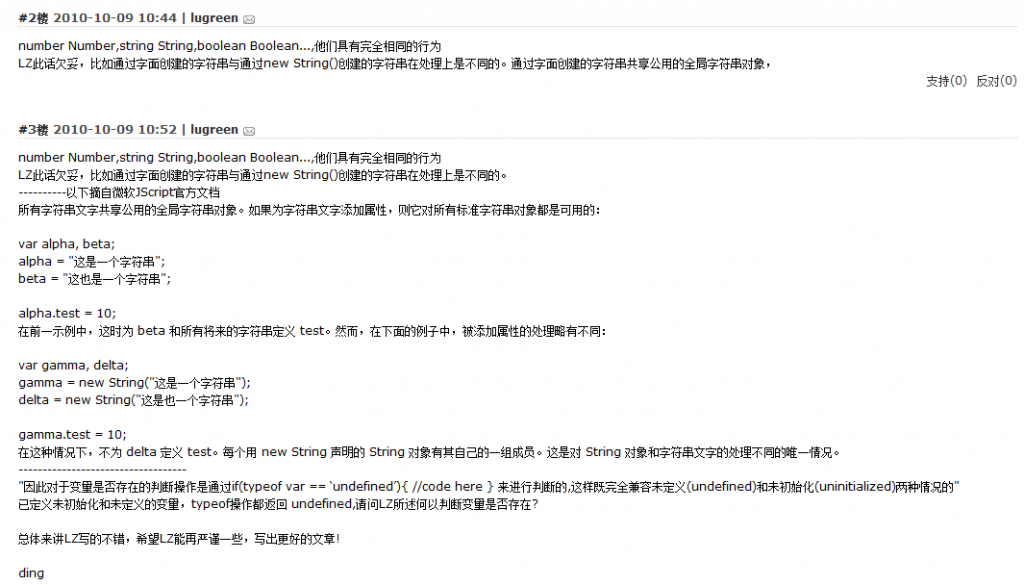 #2楼 2010-10-09 10:44 | lugreen
number Number,string String,boolean Boolean...,他们具有完全相同的行为
LZ此话欠妥，比如通过字面创建的字符串与通过new String()创建的字符串在处理上是不同的。通过字面创建的字符串共享公用的全局字符串对象，
支持(0) 反对(0)
#3楼 2010-10-09 10:52 | lugreen
number Number,string String,boolean Boolean...,他们具有完全相同的行为
LZ此话欠妥，比如通过字面创建的字符串与通过new String()创建的字符串在处理上是不同的。
----------以下摘自微软JScript官方文档
所有字符串文字共享公用的全局字符串对象。如果为字符串文字添加属性，则它对所有标准字符串对象都是可用的：
var alpha, beta;
alpha = "这是一个字符串";
beta = "这也是一个字符串";
alpha.test = 10;
在前一示例中，这时为 beta 和所有将来的字符串定义 test。然而，在下面的例子中，被添加属性的处理略有不同：
var gamma, delta;
gamma = new String("这是一个字符串");
delta = new String("这是也一个字符串");
gamma.test = 10;
在这种情况下，不为 delta 定义 test。每个用 new String 声明的 String 对象有其自己的一组成员。这是对 String 对象和字符串文字的处理不同的唯一情况。
-----------------------------------
"因此对于变量是否存在的判断操作是通过if(typeof var == ‘undefined’){ //code here } 来进行判断的,这样既完全兼容未定义(undefined)和未初始化(uninitialized)两种情况的"
已定义未初始化和未定义的变量，typeof操作都返回 undefined,请问LZ所述何以判断变量是否存在?
总体来讲LZ写的不错，希望LZ能再严谨一些，写出更好的文章!
ding